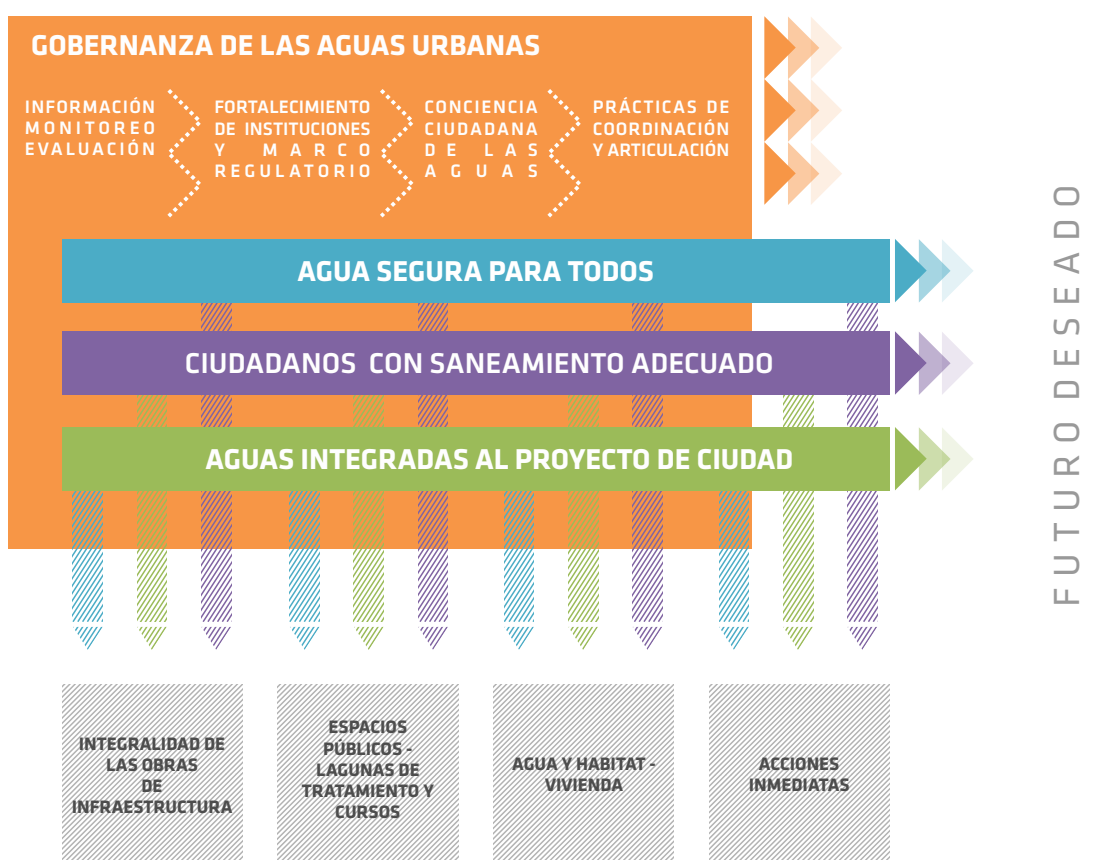 GOBERNANZA DE LAS AGUAS URBANAS
INFORMACIÓN
MONITOREO
EVALUACIÓN
FORTALECIMIENTO
DE INSTITUCIONES
Y MARCO
REGULATORIO
CONCIENCIA
CIUDADANA
DE LAS
AGUAS
PRÁCTICAS DE
COORDINACIÓN
Y ARTICULACIÓN
AGUA SEGURA PARA TODOS
CIUDADANOS CON SANEAMIENTO ADECUADO
AGUAS INTEGRADAS AL PROYECTO DE CIUDAD
FUTURO DESEADO
INTEGRALIDAD DE
LAS OBRAS
DE
INFRAESTRUCTURA
ESPACIOS
PÚBLICOS -
LAGUNAS DE
TRATAMIENTO Y
CURSOS
AGUA Y HABITAT -
VIVIENDA
ACCIONES
INMEDIATAS